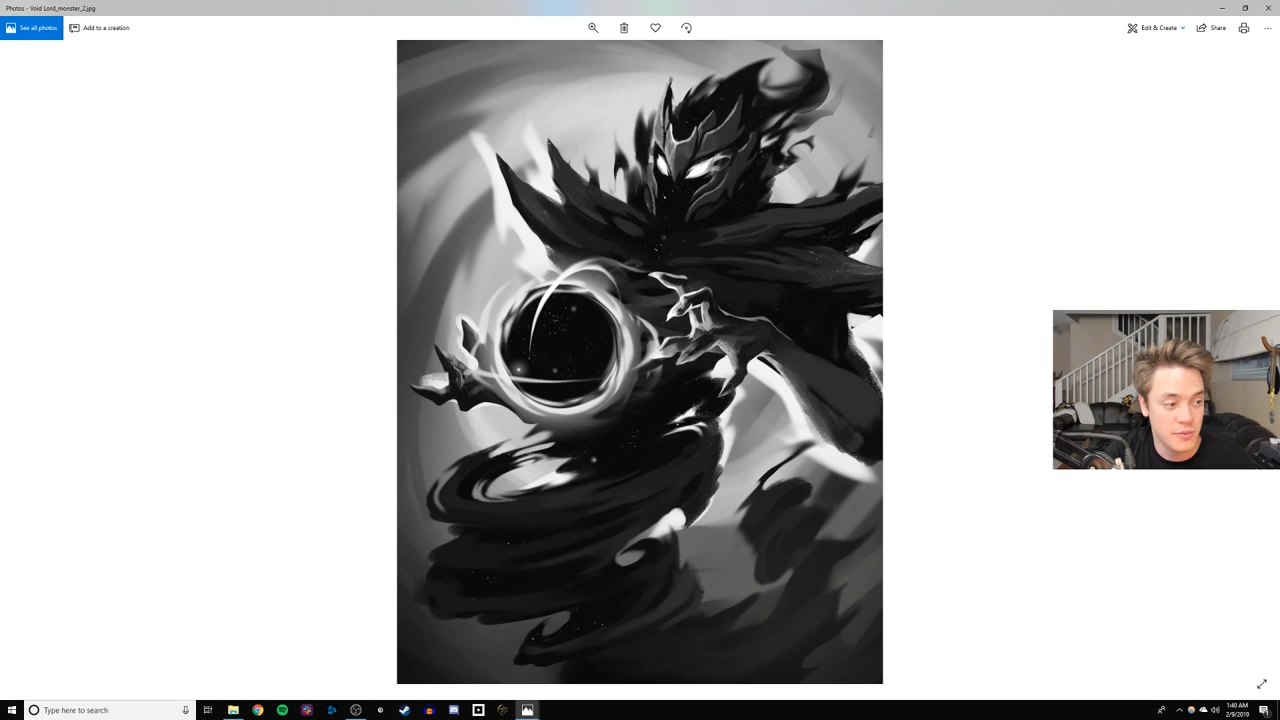 Photos - Void Lord_monster_2.jpg
See all photos
Add to a creation
Edit & Create
Share
Type here to search
1:40 AM
2/9/2019